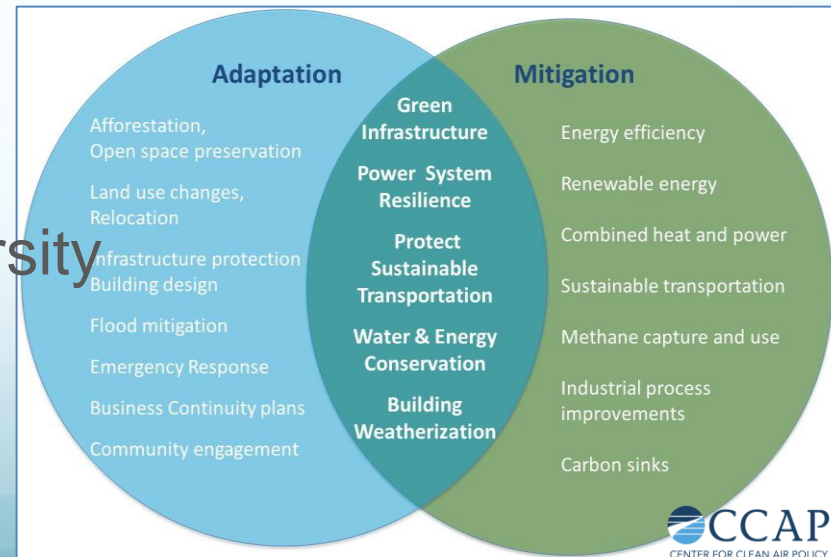 Adaptation
Afforestation,
Open space preservation
Land use changes,
Relocation
rsity
nfrastructure protection
Building design
Flood mitigation
Emergency Response
Business Continuity plans
Community engagement
Green
Infrastructure
Power System
Resilience
Protect
Sustainable
Transportation
Water & Energy
Conservation
Building
Weatherization
Mitigation
Energy efficiency
Renewable energy
Combined heat and power
Sustainable transportation
Methane capture and use
Industrial process
improvements
Carbon sinks
CCAP
CENTER FOR CLEAN AIR POLICY